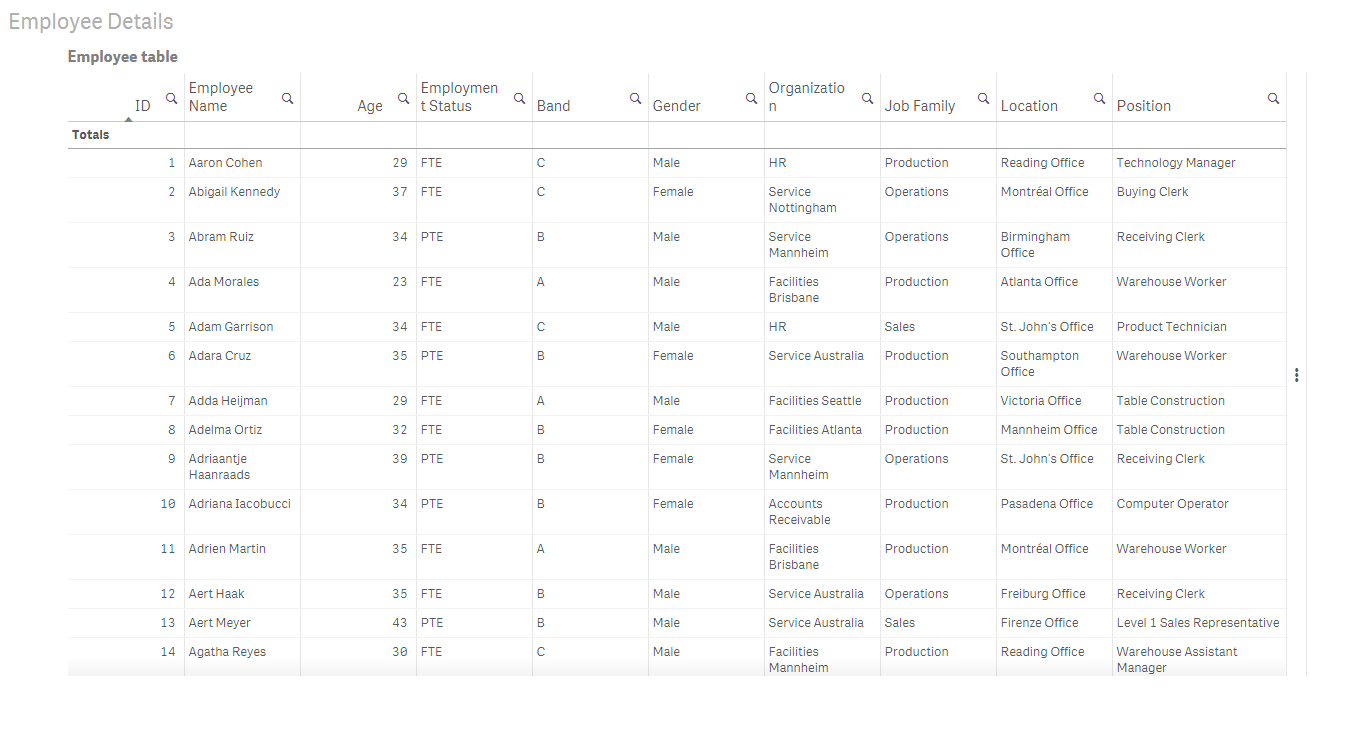 Employee Details
Employee table
ID Employee Name Age Employment Status Band Gender Organization Job Family Location Position
Totals
1 Aaron Cohen 29 FTE C Male HR Production Reading Office Technology Manager
2 Abigail Kennedy 37 FTE C Female Service Nottingham Operations Montréal Office Buying Clerk
3 Abram Ruiz 34 PTE B Male Service Mannheim Operations Birmingham Office Receiving Clerk
4 Ada Morales 23 FTE A Male Facilities Brisbane Production Atlanta Office Warehouse Worker
5 Adam Garrison 34 FTE C Male HR Sales St. John's Office Product Technician
6 Adara Cruz 35 PTE B Female Service Australia Production Southampton Office Warehouse Worker
7 Adda Heijman 29 FTE A Male Facilities Seattle Production Victoria Office Table Construction
8 Adelma Ortiz 32 FTE B Female Facilities Atlanta Production Mannheim Office Table Construction
9 Adriaantje Haanraads 39 PTE B Female Service Mannheim Operations St. John's Office Receiving Clerk
10 Adriana Iacobucci 34 PTE B Female Accounts Receivable Production Pasadena Office Computer Operator
11 Adrien Martin 35 FTE A Male Facilities Brisbane Production Montréal Office Warehouse Worker
12 Aert Haak 35 FTE B Male Service Australia Operations Freiburg Office Receiving Clerk
13 Aert Meyer 43 PTE B Male Service Australia Sales Firenze Office Level 1 Sales Representative
14 Agatha Reyes 30 FTE C Male Facilities Mannheim Production Reading Office Warehouse Assistant Manager